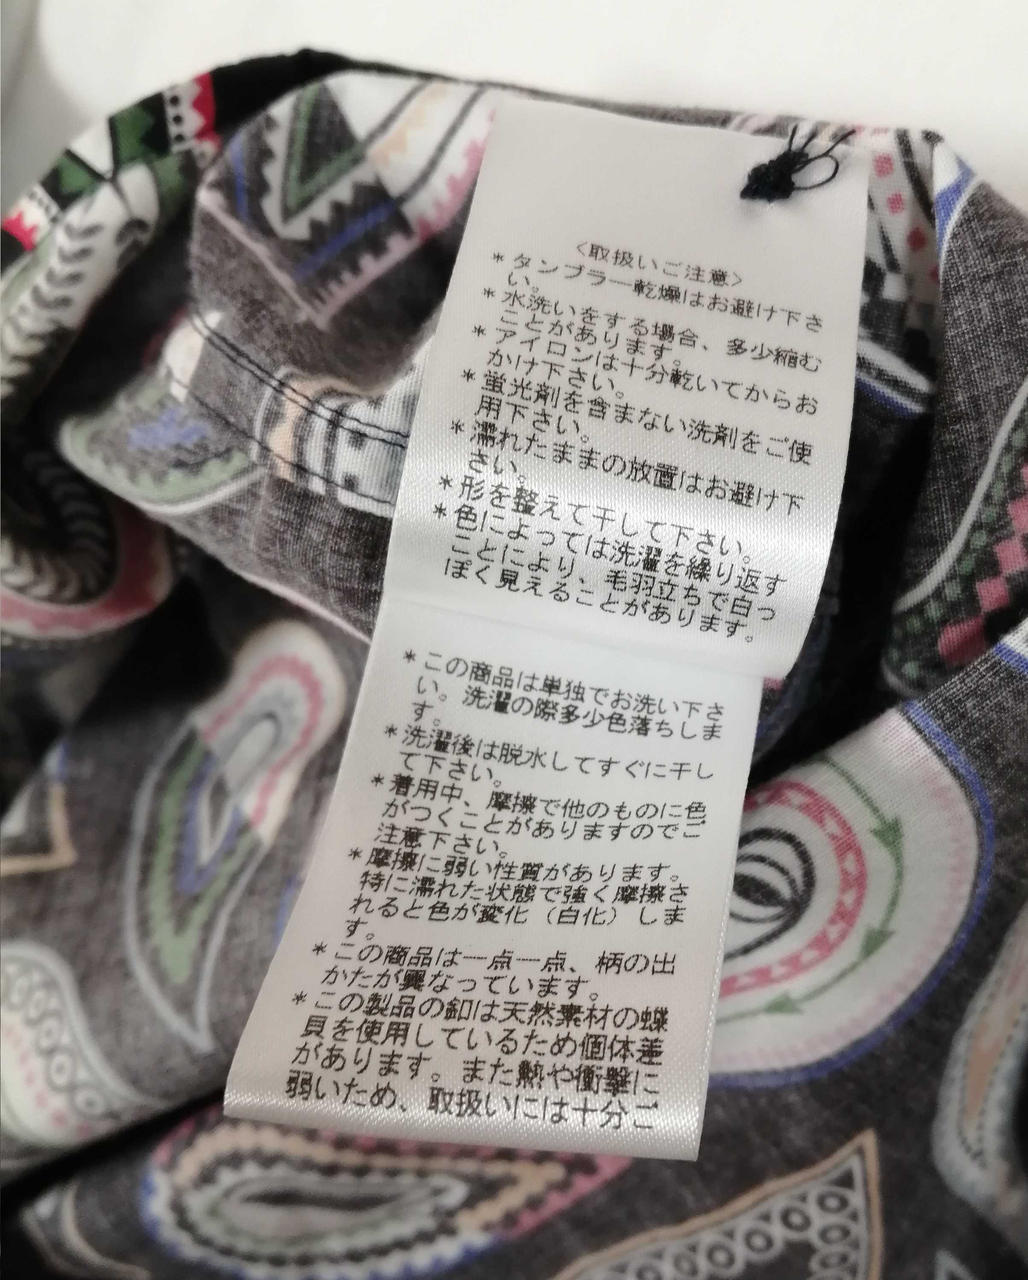 <取扱いご注意>
*タンブラー乾燥はお避け下さ
い。
*水洗いをする場合、多少縮む
ことがあります。
*アイロンは十分乾いてからお
かけ下さい。
*蛍光剤を含まない洗剤をご使
用下さい。
*濡れたままの放置はお避け下
さい。
*形を整えて干して下さい。
*色によっては洗濯を繰り返す
ことにより、毛羽立ちで白っ
ぽく見えることがあります。
*この商品は単独でお洗い下さ
い。洗濯の際多少色落ちしま
す。
*洗濯後は脱水してすぐに干し
て下さい。
*着用中、摩擦で他のものに色
がつくことがありますのでご
注意下さい。
*摩擦に弱い性質があります。
特に濡れた状態で強く摩擦さ
れると色が変化（白化）しま
す。
*この商品は一点一点、柄の出
かたが異なっています。
*この製品の釦は天然素材の蝶
貝を使用しているため個体差
があります。また熱や衝撃に
弱いため、取扱いには十分ご